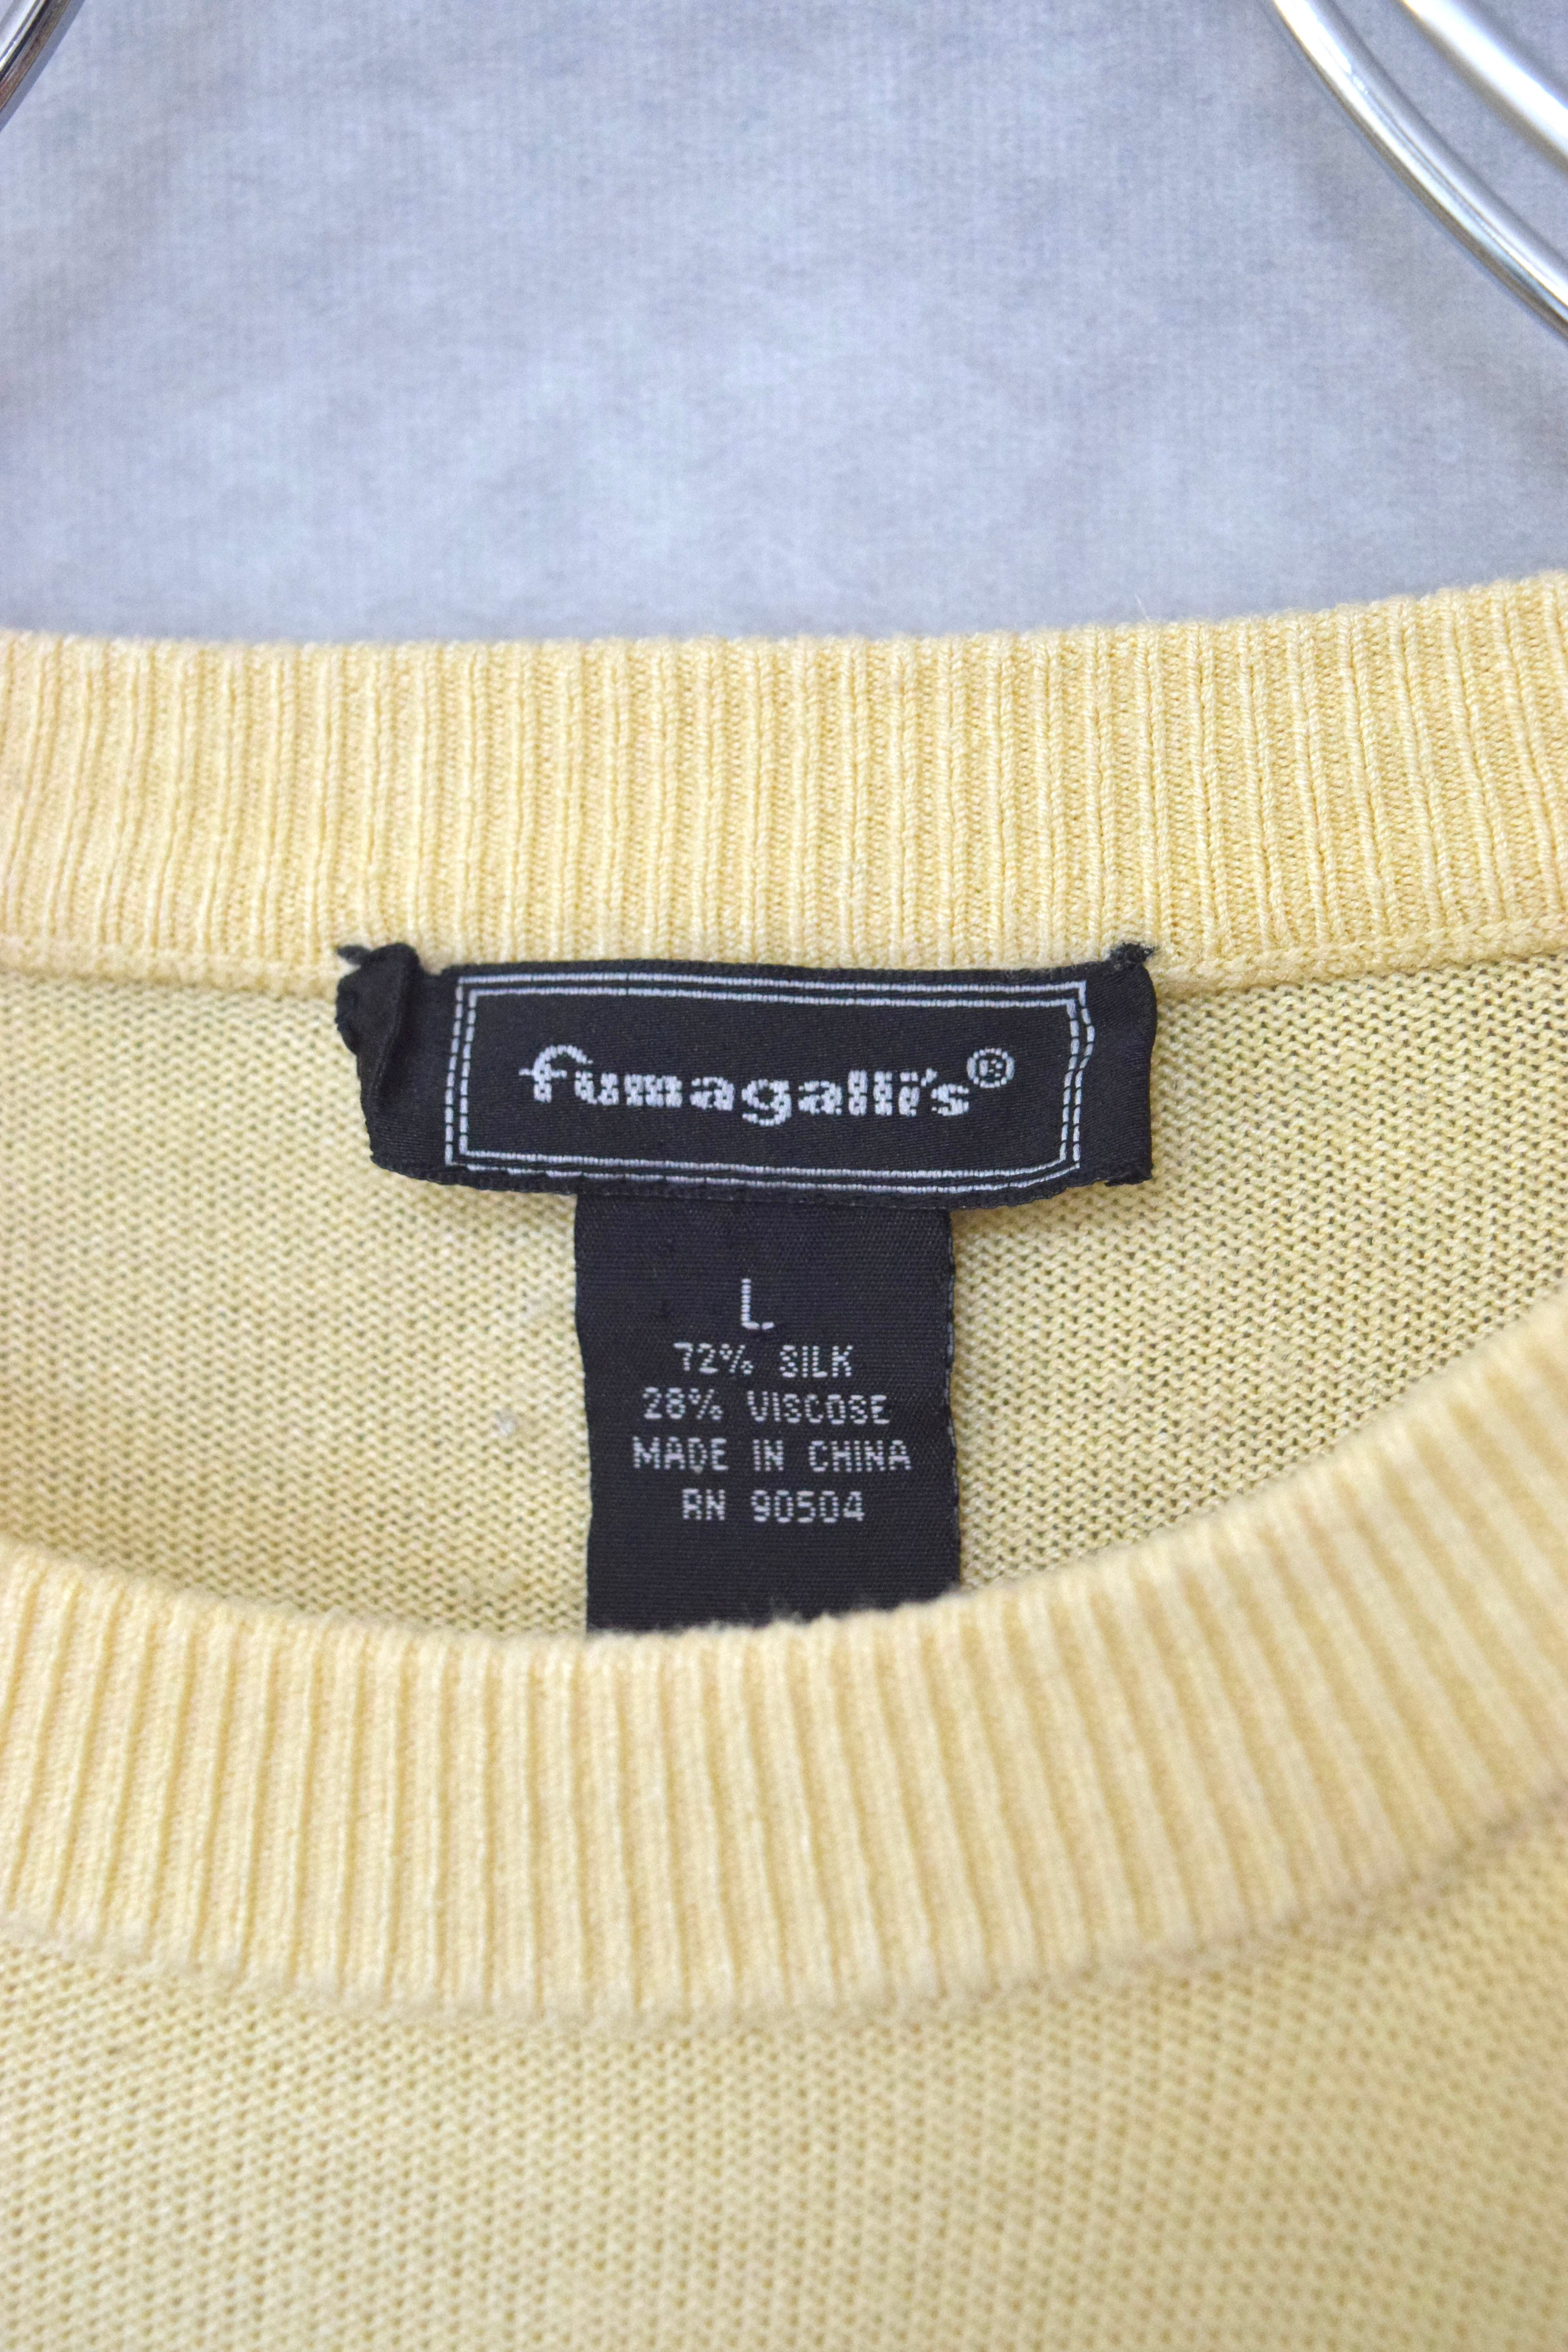 fumagalli's®
L
72% SILK
28% VISCOSE
MADE IN CHINA
RN 90504